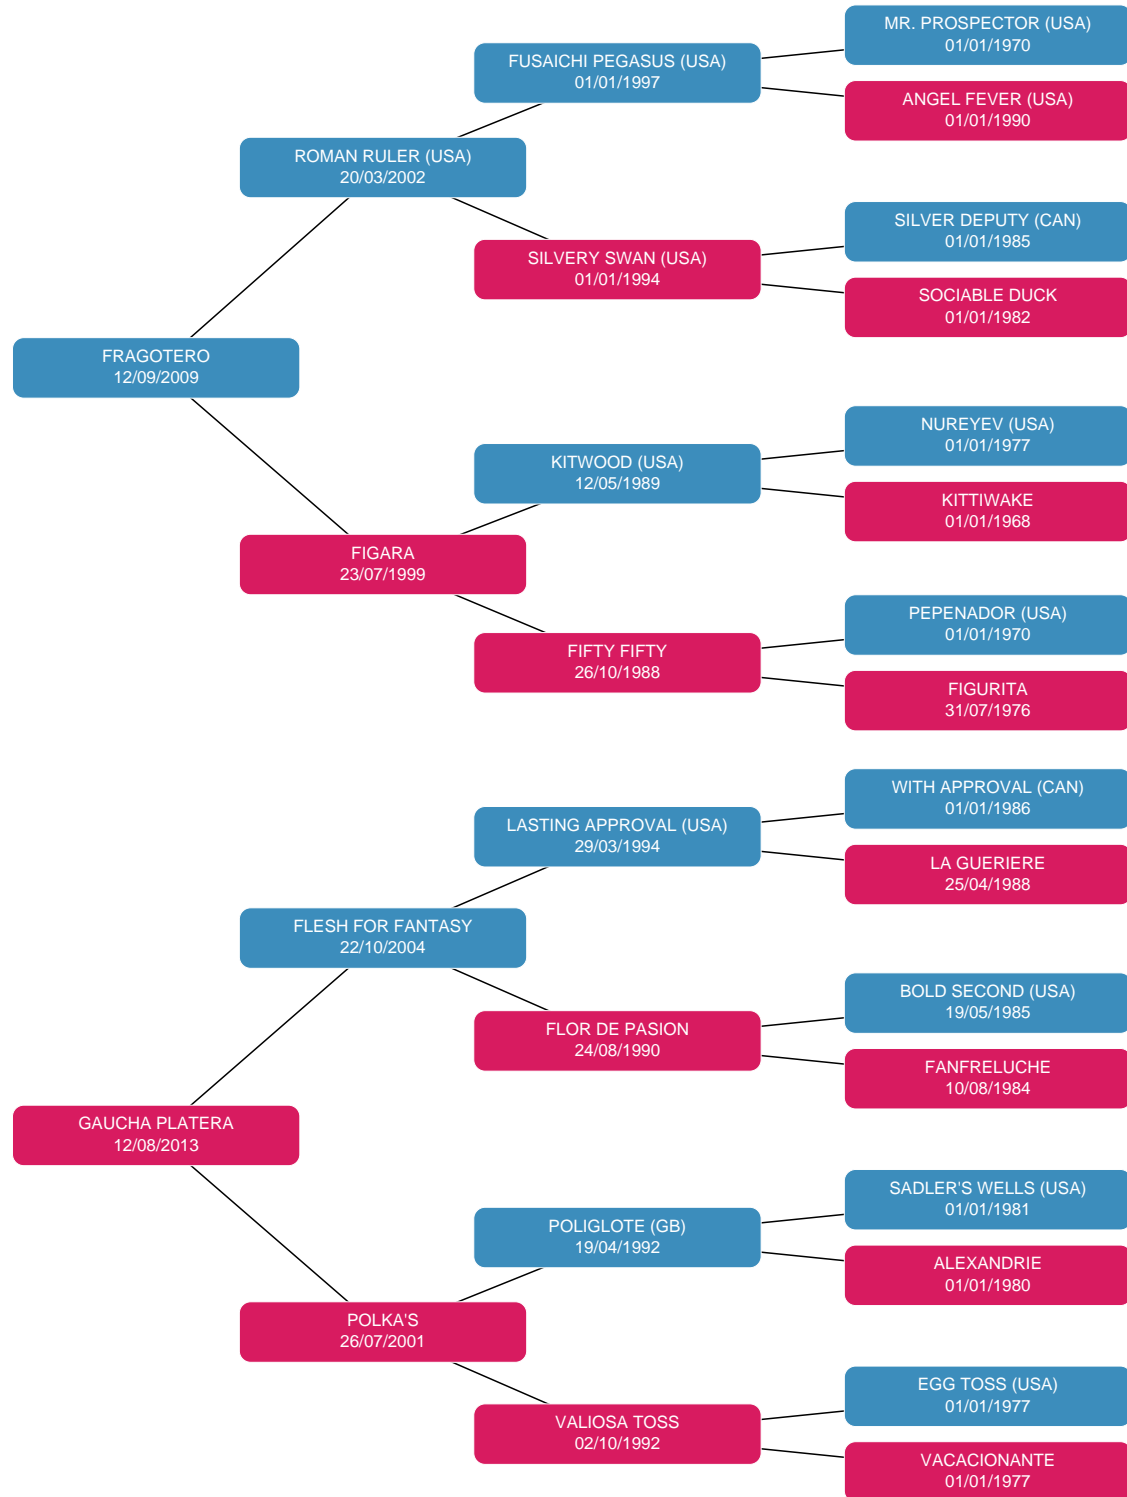 MR. PROSPECTOR (USA)
01/01/1970
FUSAICHI PEGASUS (USA)
01/01/1997
ANGEL FEVER (USA)
01/01/1990
ROMAN RULER (USA)
20/03/2002
SILVER DEPUTY (CAN)
01/01/1985
SILVERY SWAN (USA)
01/01/1994
SOCIABLE DUCK
01/01/1982
FRAGOTERO
12/09/2009
NUREYEV (USA)
01/01/1977
KITWOOD (USA)
12/05/1989
KITTIWAKE
01/01/1968
FIGARA
23/07/1999
PEPENADOR (USA)
01/01/1970
FIFTY FIFTY
26/10/1988
FIGURITA
31/07/1976
WITH APPROVAL (CAN)
01/01/1986
LASTING APPROVAL (USA)
29/03/1994
LA GUERIERE
25/04/1988
FLESH FOR FANTASY
22/10/2004
BOLD SECOND (USA)
19/05/1985
FLOR DE PASION
24/08/1990
FANFRELUCHE
10/08/1984
GAUCHA PLATERA
12/08/2013
SADLER'S WELLS (USA)
01/01/1981
POLIGLOTE (GB)
19/04/1992
ALEXANDRIE
01/01/1980
POLKA'S
26/07/2001
EGG TOSS (USA)
01/01/1977
VALIOSA TOSS
02/10/1992
VACACIONANTE
01/01/1977